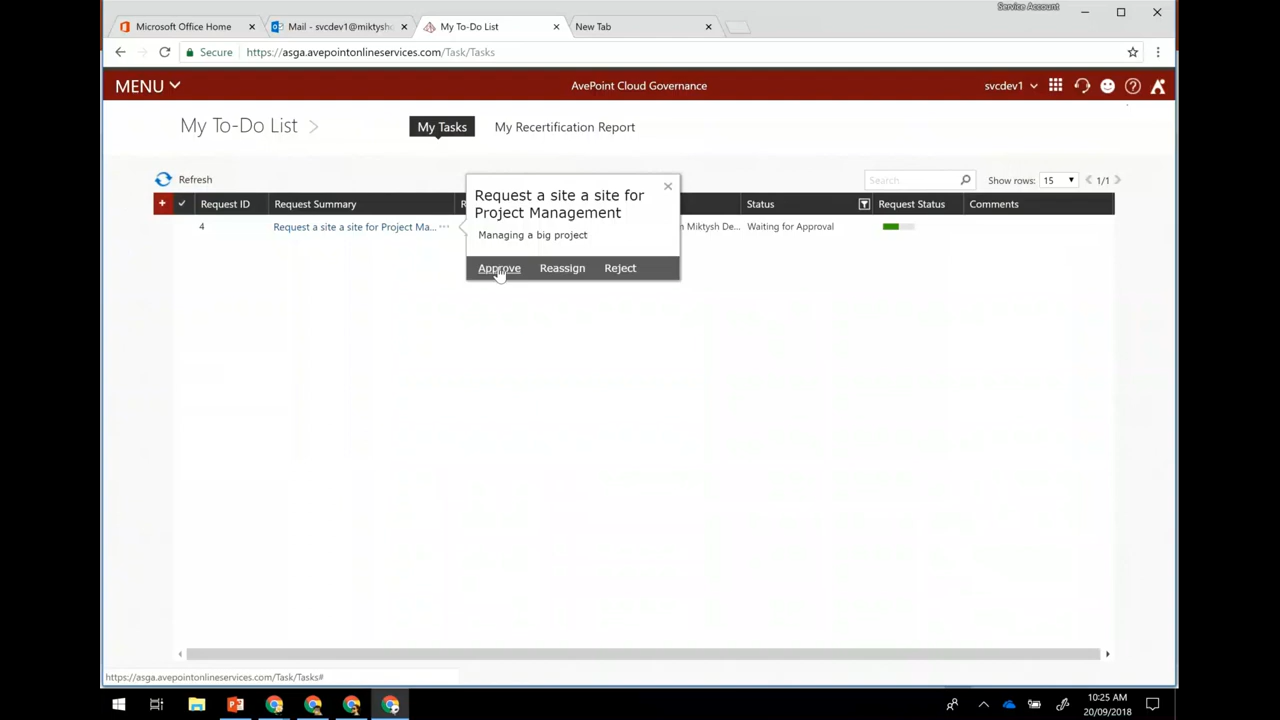 Service Account
Microsoft Office Home
Mail - svcdev1@miktysh
My To-Do List
New Tab
Secure
https://asga.avepointonlineservices.com/Task/Tasks
MENU
AvePoint Cloud Governance
svcdev1
My To-Do List
My Tasks
My Recertification Report
Refresh
Search
Show rows: 15
1/1
Request ID
Request Summary
Status
Request Status
Comments
4
Request a site a site for Project Ma...
Miktysh De...
Waiting for Approval
Request a site a site for
Project Management
Managing a big project
Approve Reassign Reject
https://asga.avepointonlineservices.com/Task/Tasks#
10:25 AM
20/09/2018